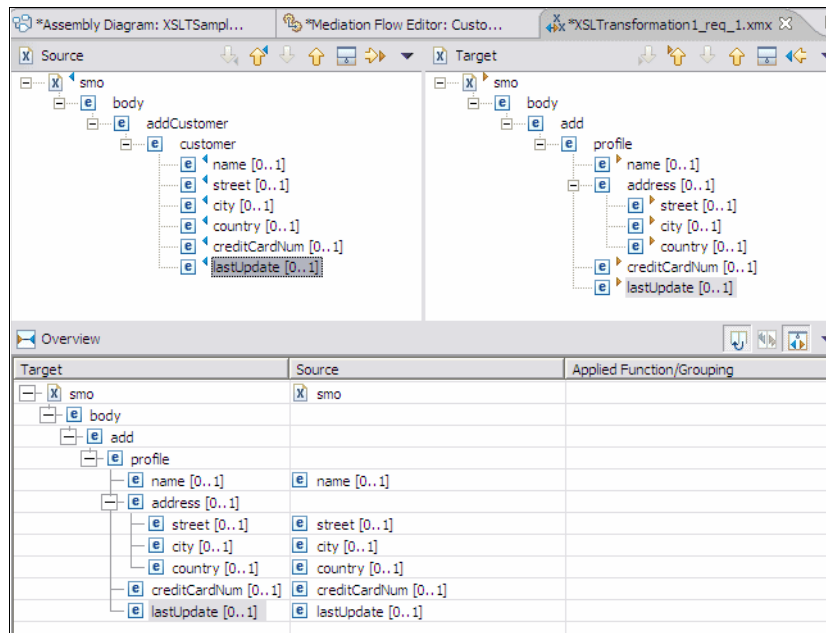 *Assembly Diagram: XSLTSampl... *Mediation Flow Editor: Custo... *XSLTransformation1_req_1.xmx
Source
smo
body
addCustomer
customer
name [0..1]
street [0..1]
city [0..1]
country [0..1]
creditCardNum [0..1]
lastUpdate [0..1]
Target
smo
body
add
profile
name [0..1]
address [0..1]
street [0..1]
city [0..1]
country [0..1]
creditCardNum [0..1]
lastUpdate [0..1]
Overview
Target Source Applied Function/Grouping
smo smo
body
add
profile
name [0..1] name [0..1]
address [0..1]
street [0..1] street [0..1]
city [0..1] city [0..1]
country [0..1] country [0..1]
creditCardNum [0..1] creditCardNum [0..1]
lastUpdate [0..1] lastUpdate [0..1]